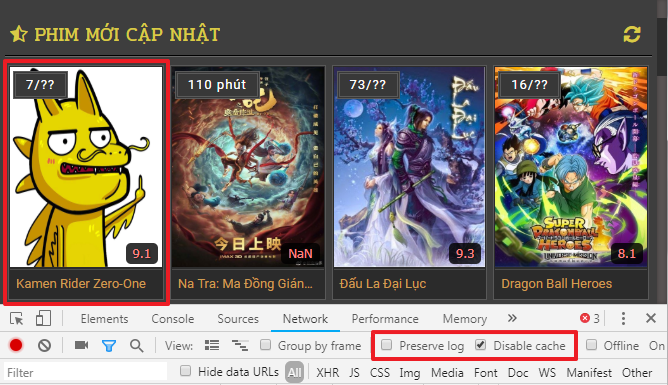 PHIM MỚI CẬP NHẬT
7/??
110 phút
73/??
16/??
Đấu La Đại Lục
今日上映
SUPER
DRAGONBALL
HEROES
UNIVERSE MISSION
9.1
NaN
9.3
8.1
Kamen Rider Zero-One
Na Tra: Ma Đồng Gián...
Đấu La Đại Lục
Dragon Ball Heroes
Elements Console Sources Network Performance Memory » 3
View: Group by frame Preserve log Disable cache Offline On
Filter Hide data URLs All XHR JS CSS Img Media Font Doc WS Manifest Other